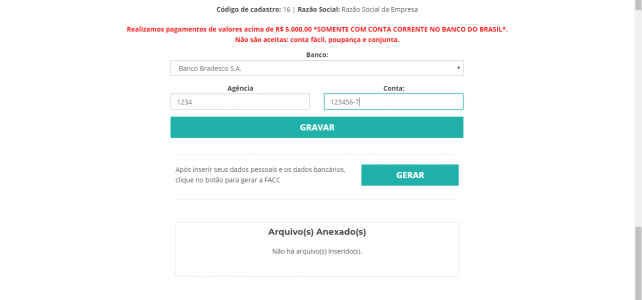 Código de cadastro: 16 | Razão Social: Razão Social da Empresa
Realizamos pagamentos de valores acima de R$ 5.000.00 *SOMENTE COM CONTA CORRENTE NO BANCO DO BRASIL*.
Não são aceitas: conta fácil, poupança e conjunta.
Banco:
Banco Bradesco S.A.
Agência Conta:
1234 123456-7
GRAVAR
Após inserir seus dados pessoais e os dados bancários,
clique no botão para gerar a FACC
GERAR
Arquivo(s) Anexado(s)
Não há arquivo(s) inserido(s).